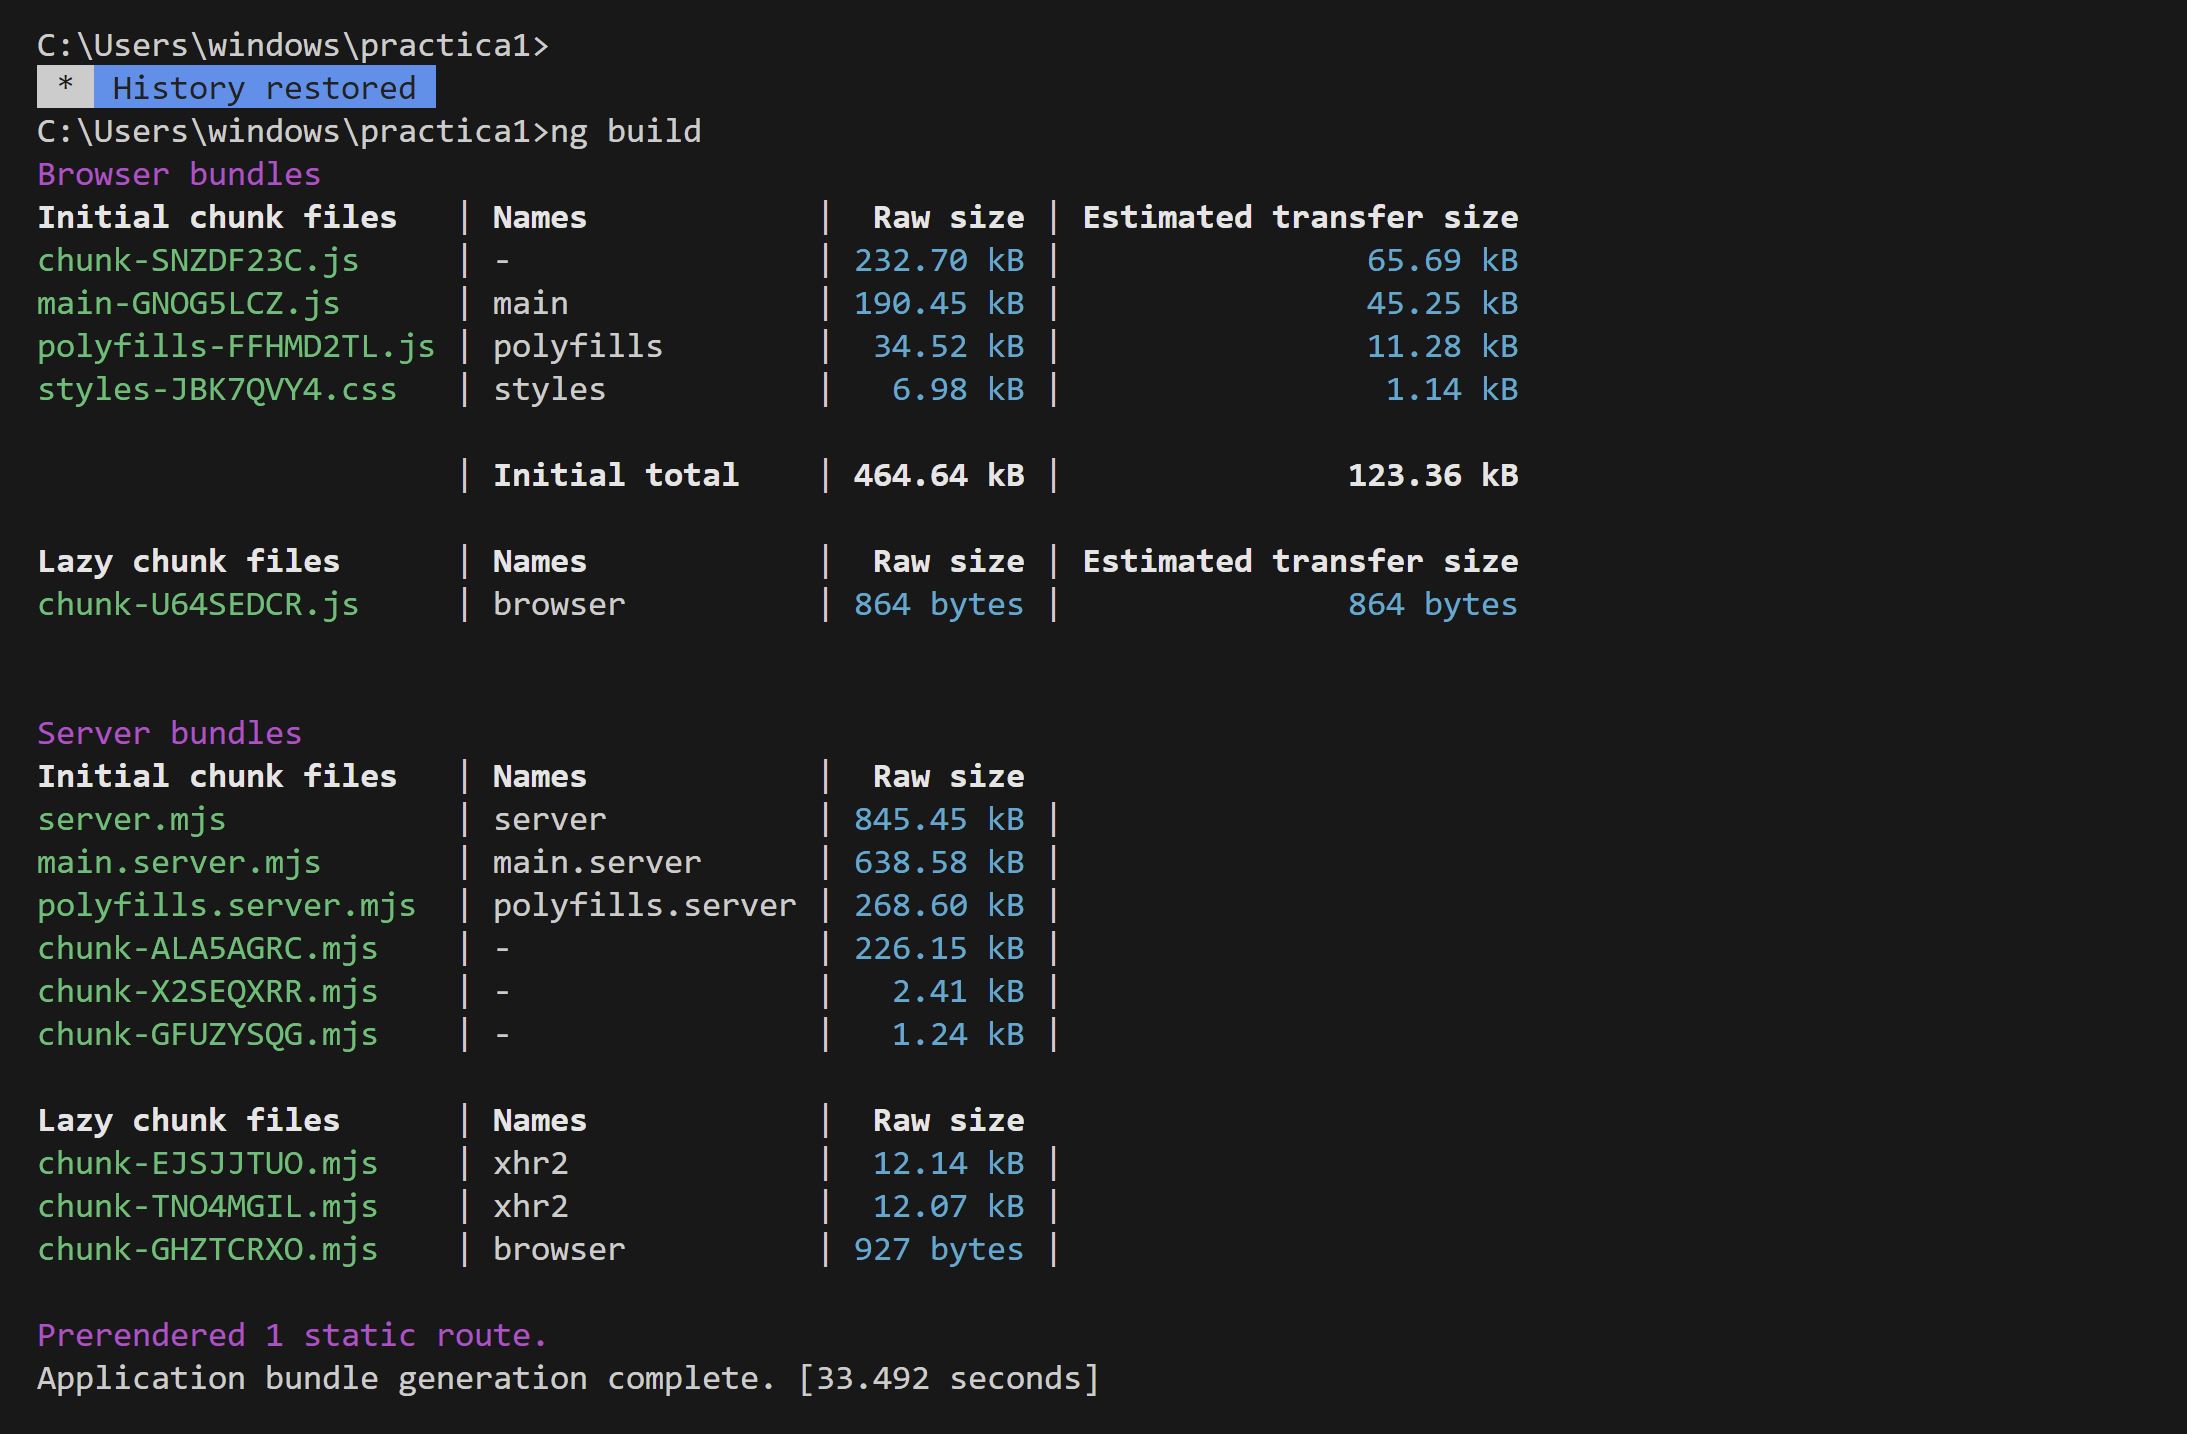 C:\Users\windows\practica1>
* History restored
C:\Users\windows\practica1>ng build
Browser bundles
Initial chunk files | Names | Raw size | Estimated transfer size
chunk-SNZDF23C.js | - | 232.70 kB | 65.69 kB
main-GNOG5LCZ.js | main | 190.45 kB | 45.25 kB
polyfills-FFHMD2TL.js | polyfills | 34.52 kB | 11.28 kB
styles-JBK7QVY4.css | styles | 6.98 kB | 1.14 kB
| Initial total | 464.64 kB | 123.36 kB
Lazy chunk files | Names | Raw size | Estimated transfer size
chunk-U64SEDCR.js | browser | 864 bytes | 864 bytes
Server bundles
Initial chunk files | Names | Raw size
server.mjs | server | 845.45 kB |
main.server.mjs | main.server | 638.58 kB |
polyfills.server.mjs | polyfills.server | 268.60 kB |
chunk-ALA5AGRC.mjs | - | 226.15 kB |
chunk-X2SEQXRR.mjs | - | 2.41 kB |
chunk-GFUZYSQG.mjs | - | 1.24 kB |
Lazy chunk files | Names | Raw size
chunk-EJSJJTUO.mjs | xhr2 | 12.14 kB |
chunk-TNO4MGIL.mjs | xhr2 | 12.07 kB |
chunk-GHZTCRXO.mjs | browser | 927 bytes |
Prerendered 1 static route.
Application bundle generation complete. [33.492 seconds]